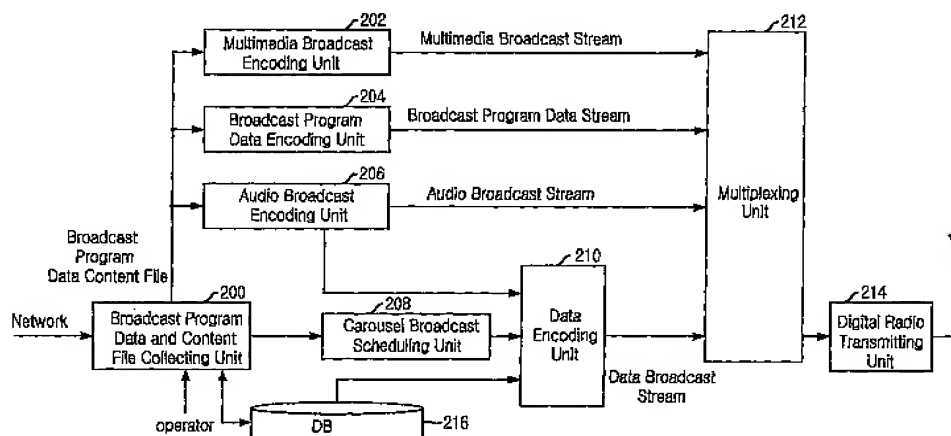 202
Multimedia Broadcast
Encoding Unit
Multimedia Broadcast Stream
212
204
Broadcast Program
Data Encoding Unit
Broadcast Program Data Stream
206
Audio Broadcast
Encoding Unit
Audio Broadcast Stream
Multiplexing
Unit
Broadcast
Program
Data Content File
210
200
208
214
Network
Broadcast Program
Data and Content
File Collecting Unit
Carousel Broadcast
Scheduling Unit
Data
Encoding
Unit
Digital Radio
Transmitting
Unit
Data Broadcast
Stream
operator
DB
216